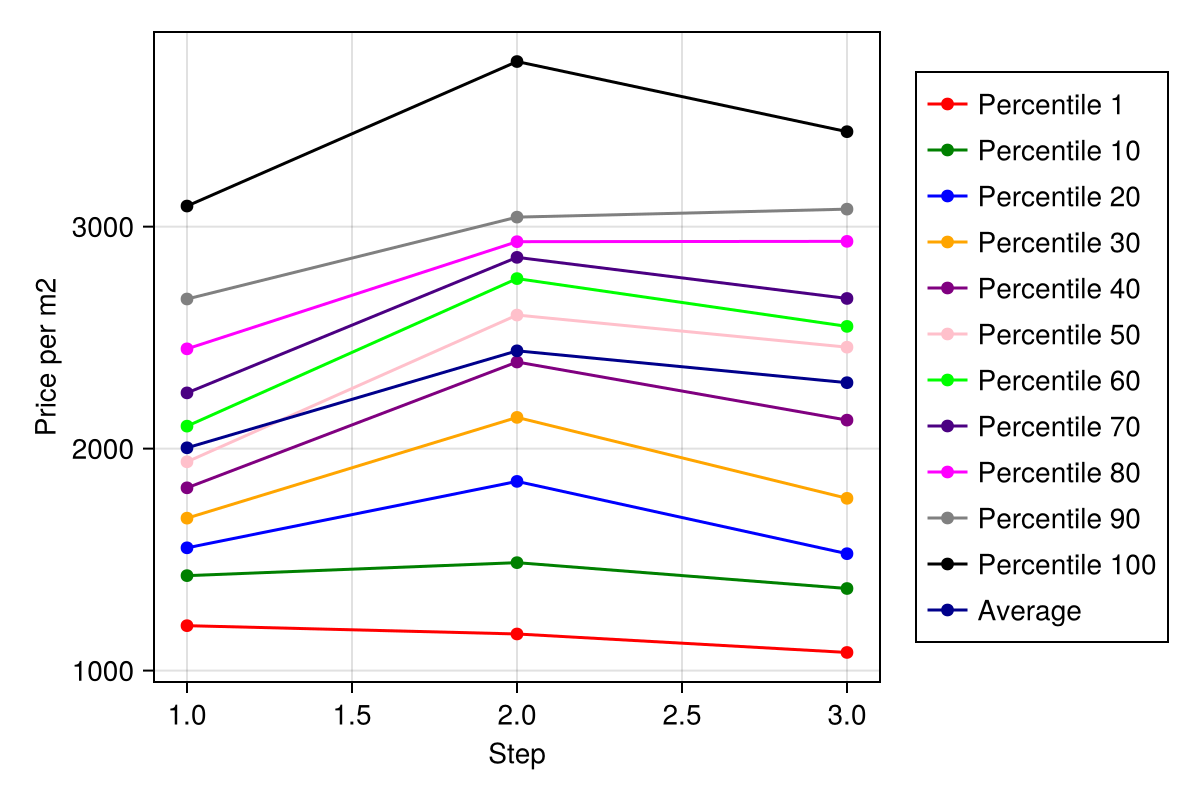 Price per m2
3000
2000
1000
1.0 1.5 2.0 2.5 3.0
Step
Percentile 1
Percentile 10
Percentile 20
Percentile 30
Percentile 40
Percentile 50
Percentile 60
Percentile 70
Percentile 80
Percentile 90
Percentile 100
Average